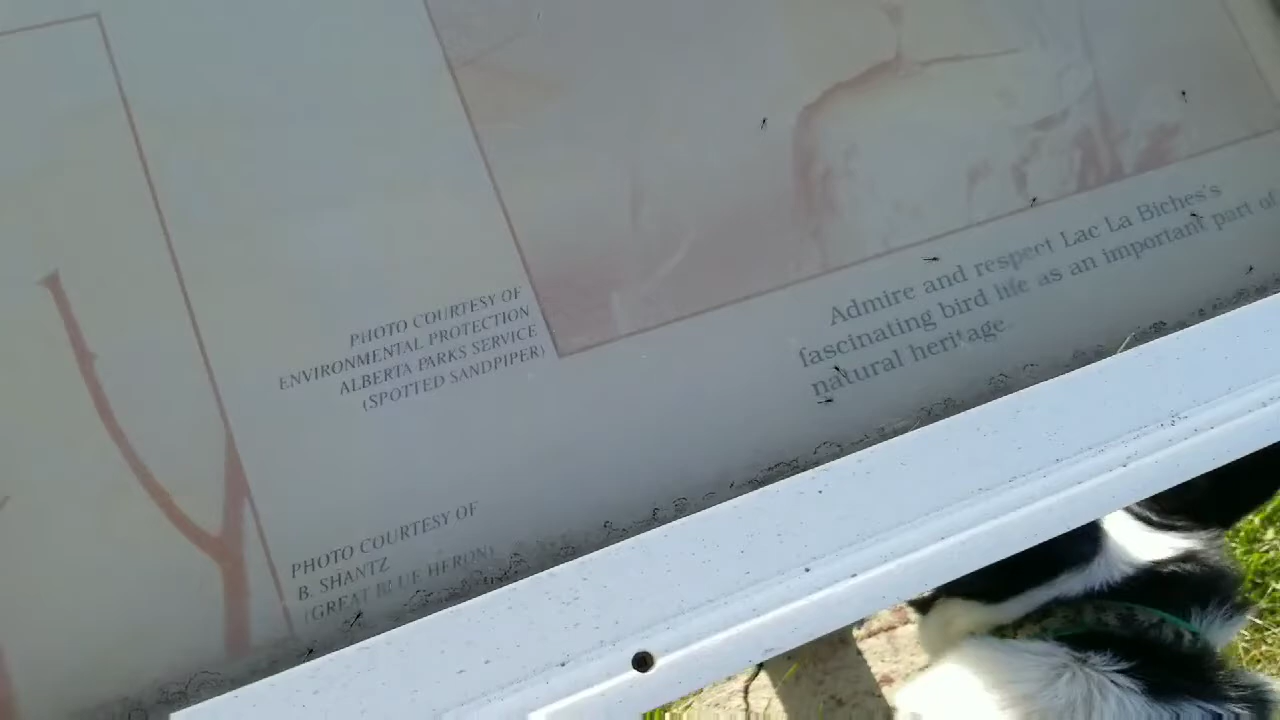 PHOTO COURTESY OF
ENVIRONMENTAL PROTECTION
ALBERTA PARKS SERVICE
(SPOTTED SANDPIPER)
Admire and respect Lac La Biches's
fascinating bird life as an important part of
natural heritage
PHOTO COURTESY OF
B. SHANTZ
(GREAT BLUE HERON)